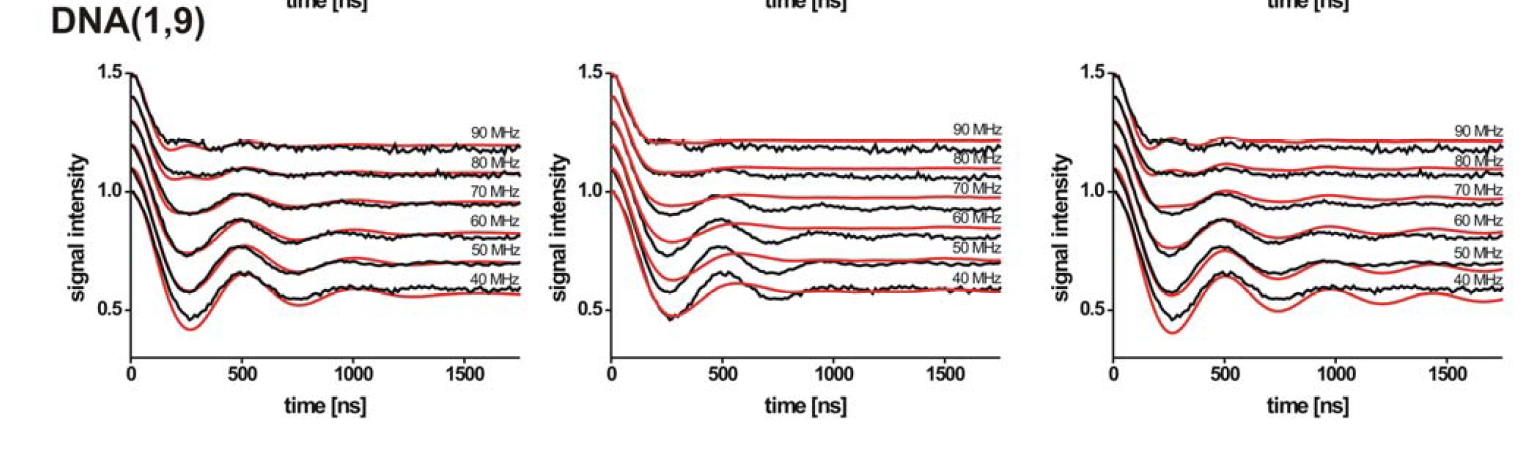 time [ns] time [ns] time [ns]
DNA(1,9)
1.5
1.0
0.5
signal intensity
90 MHz
80 MHz
70 MHz
60 MHz
50 MHz
40 MHz
0 500 1000 1500
time [ns]
1.5
1.0
0.5
signal intensity
90 MHz
80 MHz
70 MHz
60 MHz
50 MHz
40 MHz
0 500 1000 1500
time [ns]
1.5
1.0
0.5
signal intensity
90 MHz
80 MHz
70 MHz
60 MHz
50 MHz
40 MHz
0 500 1000 1500
time [ns]